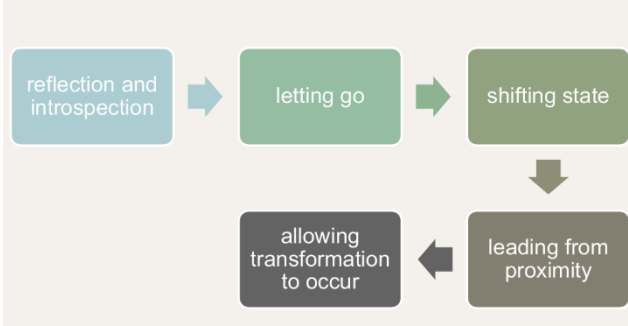 reflection and
introspection
letting go
shifting state
leading from
proximity
allowing
transformation
to occur